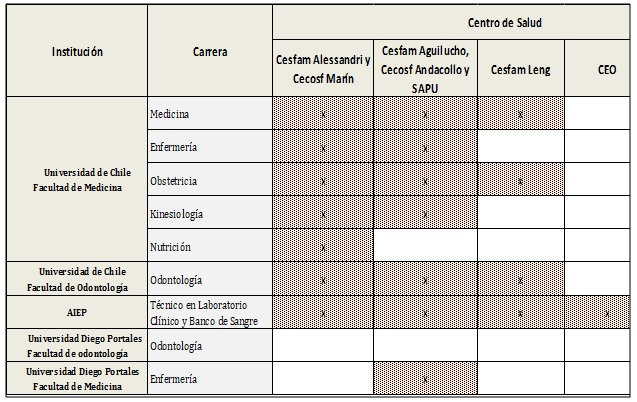 Institución
Carrera
Centro de Salud
Cesfam Alessandri y
Cecosf Marín
Cesfam Aguilucho,
Cecosf Andacollo y
SAPU
Cesfam Leng
CEO
Universidad de Chile
Facultad de Medicina
Medicina
X
X
X
Enfermería
X
X
Obstetricia
X
X
X
Kinesiología
X
X
Nutrición
X
Universidad de Chile
Facultad de Odontología
Odontología
X
X
X
AIEP
Técnico en Laboratorio
Clínico y Banco de Sangre
X
X
X
X
Universidad Diego Portales
Facultad de odontología
Odontología
Universidad Diego Portales
Facultad de Medicina
Enfermería
X